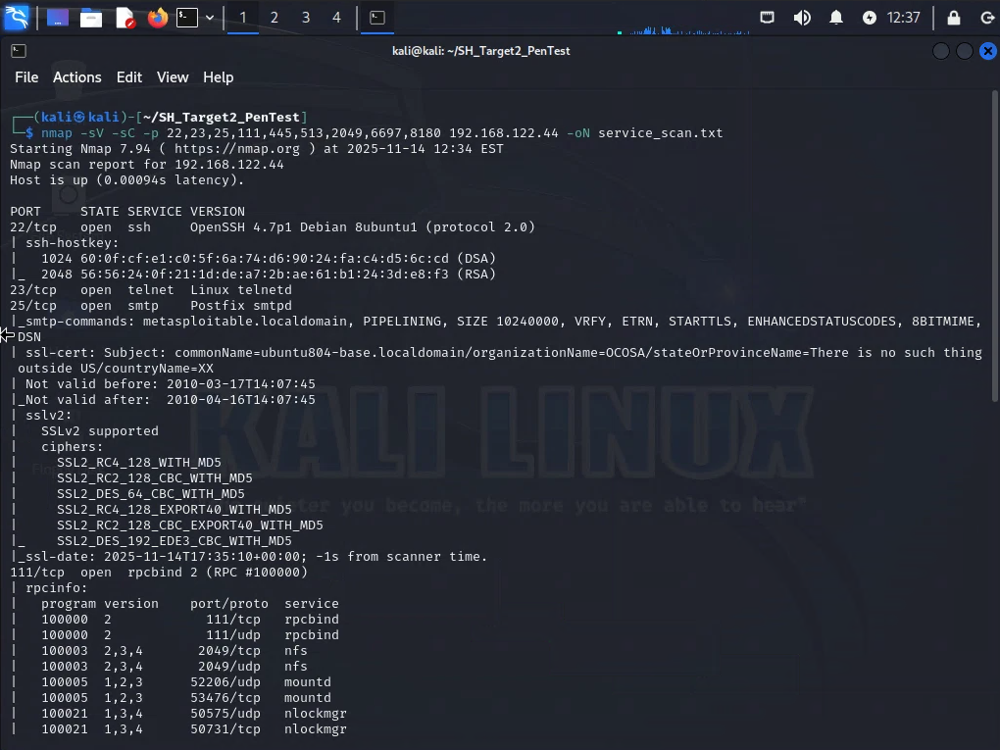 1 2 3 4 12:37
kali@kali: ~/SH_Target2_PenTest
File Actions Edit View Help
┌──(kali㉿kali)-[~/SH_Target2_PenTest]
└─$ nmap -sV -sC -p 22,23,25,111,445,513,2049,6697,8180 192.168.122.44 -oN service_scan.txt
Starting Nmap 7.94 ( https://nmap.org ) at 2025-11-14 12:34 EST
Nmap scan report for 192.168.122.44
Host is up (0.00094s latency).
PORT     STATE SERVICE VERSION
22/tcp   open  ssh     OpenSSH 4.7p1 Debian 8ubuntu1 (protocol 2.0)
| ssh-hostkey:
|   1024 60:0f:cf:e1:c0:5f:6a:74:d6:90:24:fa:c4:d5:6c:cd (DSA)
|_  2048 56:56:24:0f:21:1d:de:a7:2b:ae:61:b1:24:3d:e8:f3 (RSA)
23/tcp   open  telnet  Linux telnetd
25/tcp   open  smtp    Postfix smtpd
|_smtp-commands: metasploitable.localdomain, PIPELINING, SIZE 10240000, VRFY, ETRN, STARTTLS, ENHANCEDSTATUSCODES, 8BITMIME,
DSN
| ssl-cert: Subject: commonName=ubuntu804-base.localdomain/organizationName=OCOSA/stateOrProvinceName=There is no such thing
outside US/countryName=XX
| Not valid before: 2010-03-17T14:07:45
|_Not valid after:  2010-04-16T14:07:45
| sslv2:
|   SSLv2 supported
|   ciphers:
|     SSL2_RC4_128_WITH_MD5
|     SSL2_RC2_128_CBC_WITH_MD5
|     SSL2_DES_64_CBC_WITH_MD5
|     SSL2_RC4_128_EXPORT40_WITH_MD5
|     SSL2_RC2_128_CBC_EXPORT40_WITH_MD5
|_    SSL2_DES_192_EDE3_CBC_WITH_MD5
|_ssl-date: 2025-11-14T17:35:10+00:00; -1s from scanner time.
111/tcp  open  rpcbind 2 (RPC #100000)
| rpcinfo:
|   program version    port/proto  service
|   100000  2            111/tcp   rpcbind
|   100000  2            111/udp   rpcbind
|   100003  2,3,4       2049/tcp   nfs
|   100003  2,3,4       2049/udp   nfs
|   100005  1,2,3      52206/udp   mountd
|   100005  1,2,3      53476/tcp   mountd
|   100021  1,3,4      50575/udp   nlockmgr
|   100021  1,3,4      50731/tcp   nlockmgr
KALI LINUX
you become, the more you are able to hear"